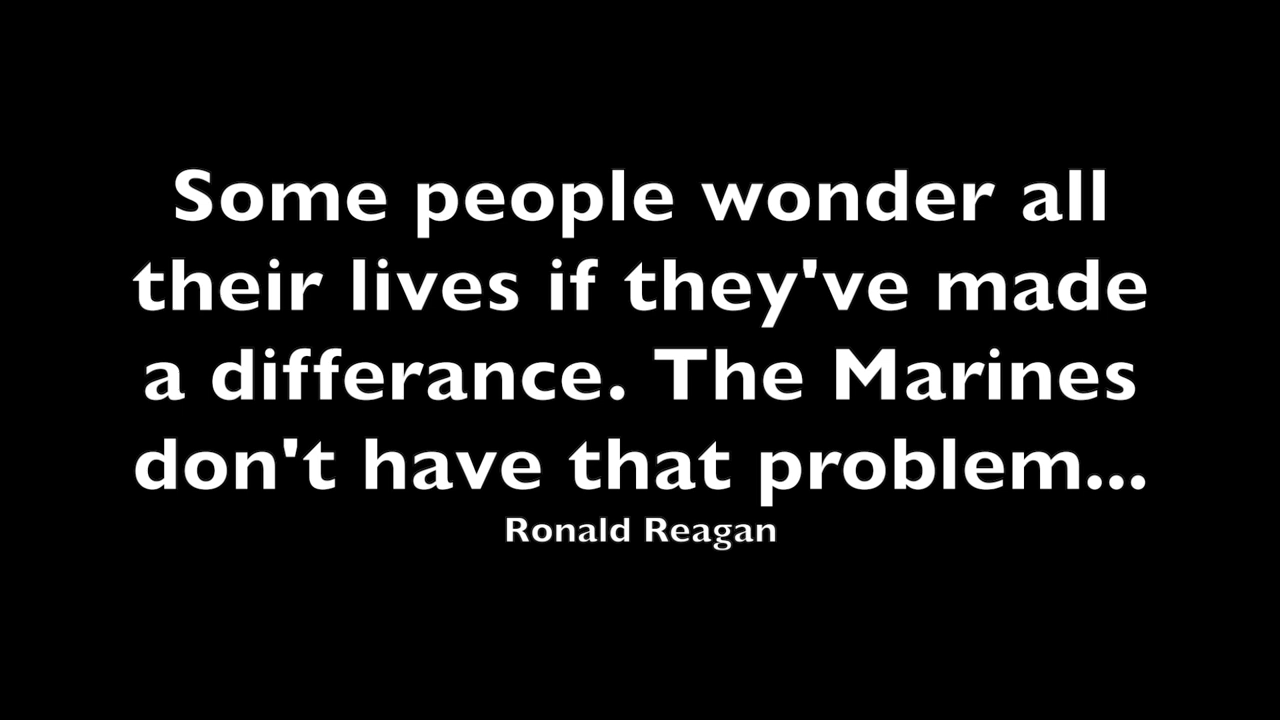 Some people wonder all
their lives if they've made
a differance. The Marines
don't have that problem...
Ronald Reagan